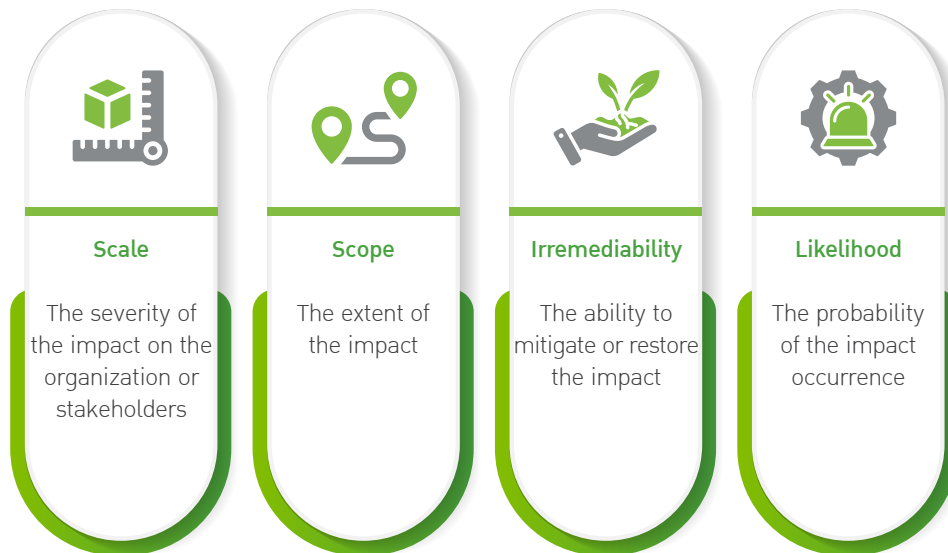 Scale
The severity of
the impact on the
organization or
stakeholders
Scope
The extent of
the impact
Irremediability
The ability to
mitigate or restore
the impact
Likelihood
The probability
of the impact
occurrence